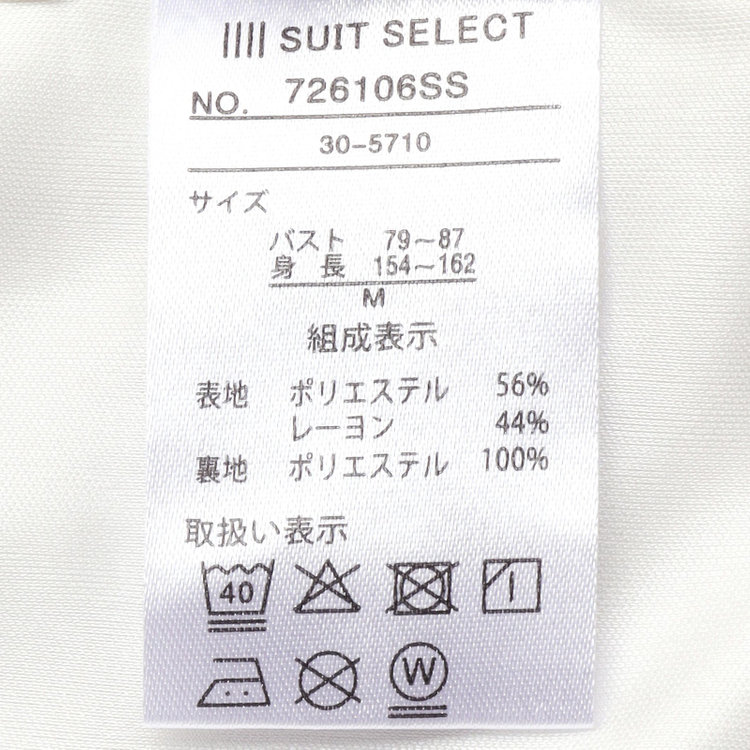 SUIT SELECT
NO. 726106SS
30-5710
サイズ
バスト 79~87
身 長 154~162
M
組成表示
表地 ポリエステル 56%
レーヨン 44%
裏地 ポリエステル 100%
取扱い表示
40
W